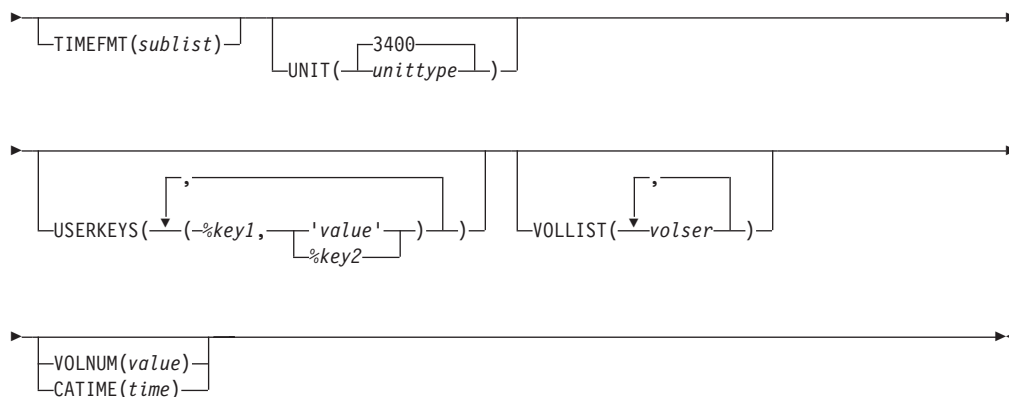 TIMEFMT(sublist)
3400
UNIT( unittype )
,
USERKEYS( (%key1, 'value' ) )
%key2
,
VOLLIST( volser )
VOLNUM(value)
CATIME(time)